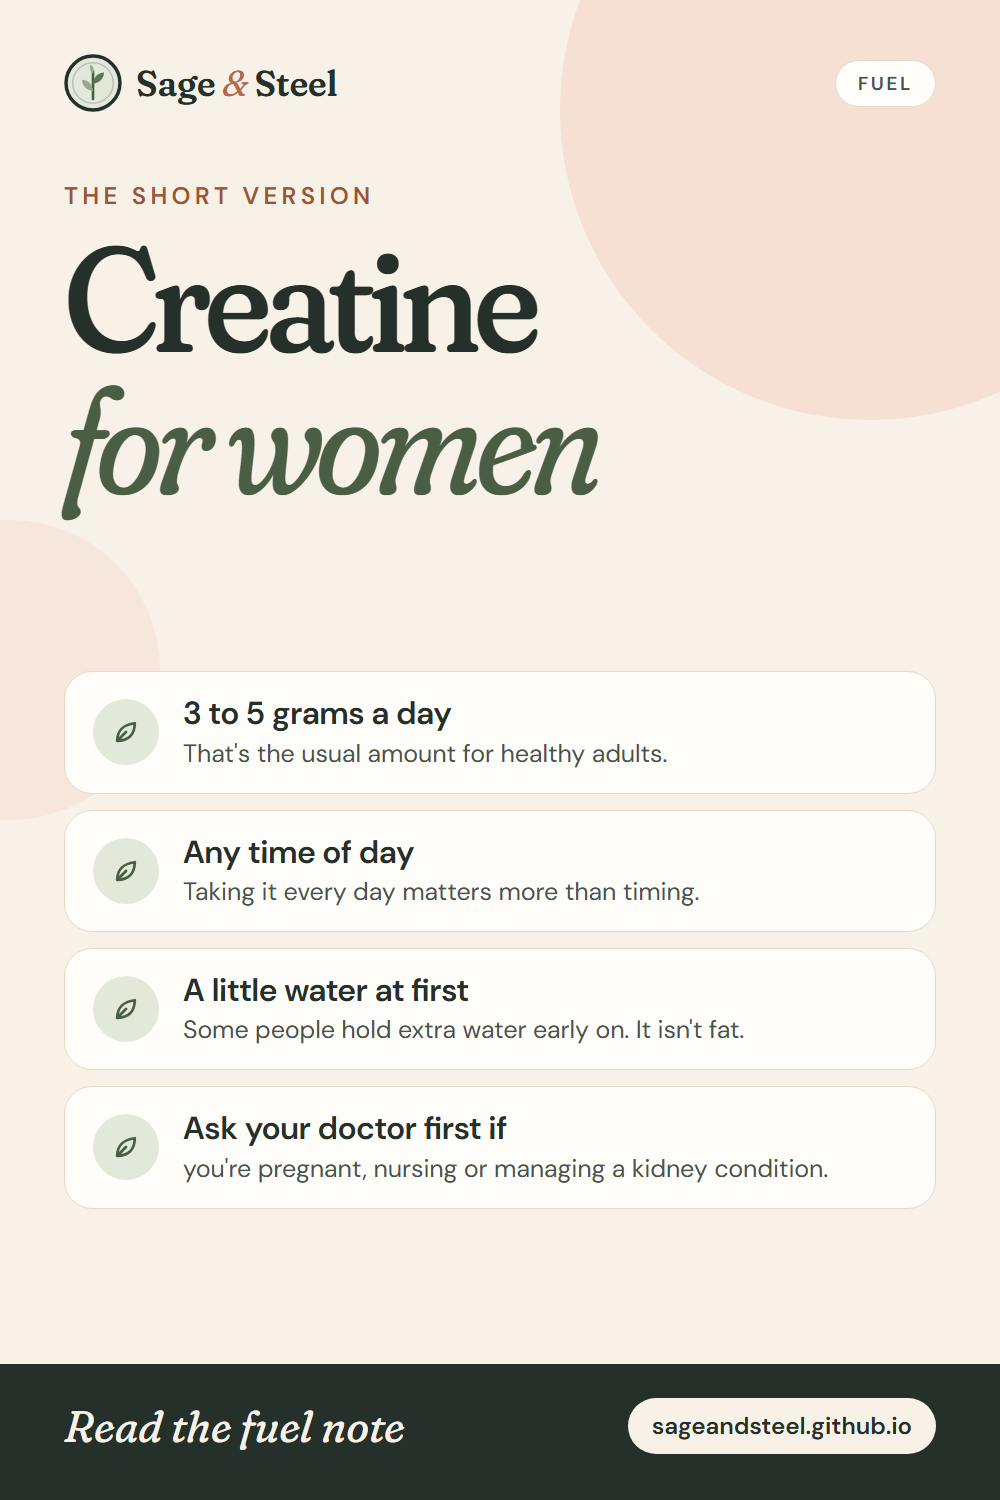 Sage & Steel
FUEL
THE SHORT VERSION
Creatine
for women
3 to 5 grams a day
That's the usual amount for healthy adults.
Any time of day
Taking it every day matters more than timing.
A little water at first
Some people hold extra water early on. It isn't fat.
Ask your doctor first if
you're pregnant, nursing or managing a kidney condition.
Read the fuel note
sageandsteel.github.io